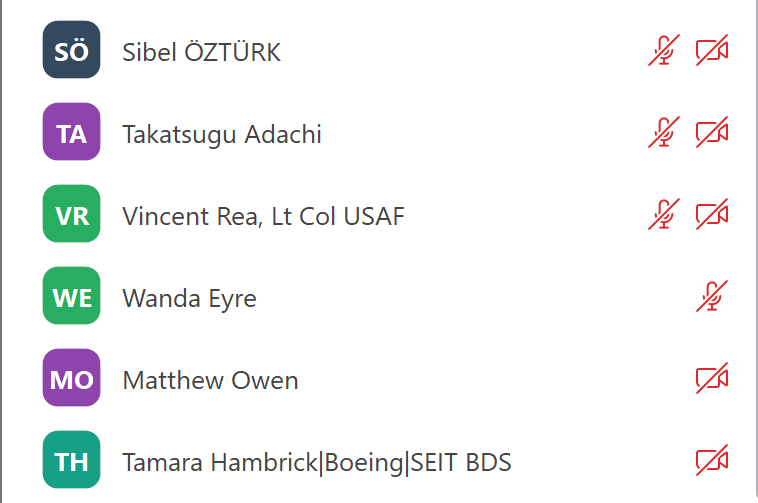 SÖ Sibel ÖZTÜRK
TA Takatsugu Adachi
VR Vincent Rea, Lt Col USAF
WE Wanda Eyre
MO Matthew Owen
TH Tamara Hambrick|Boeing|SEIT BDS